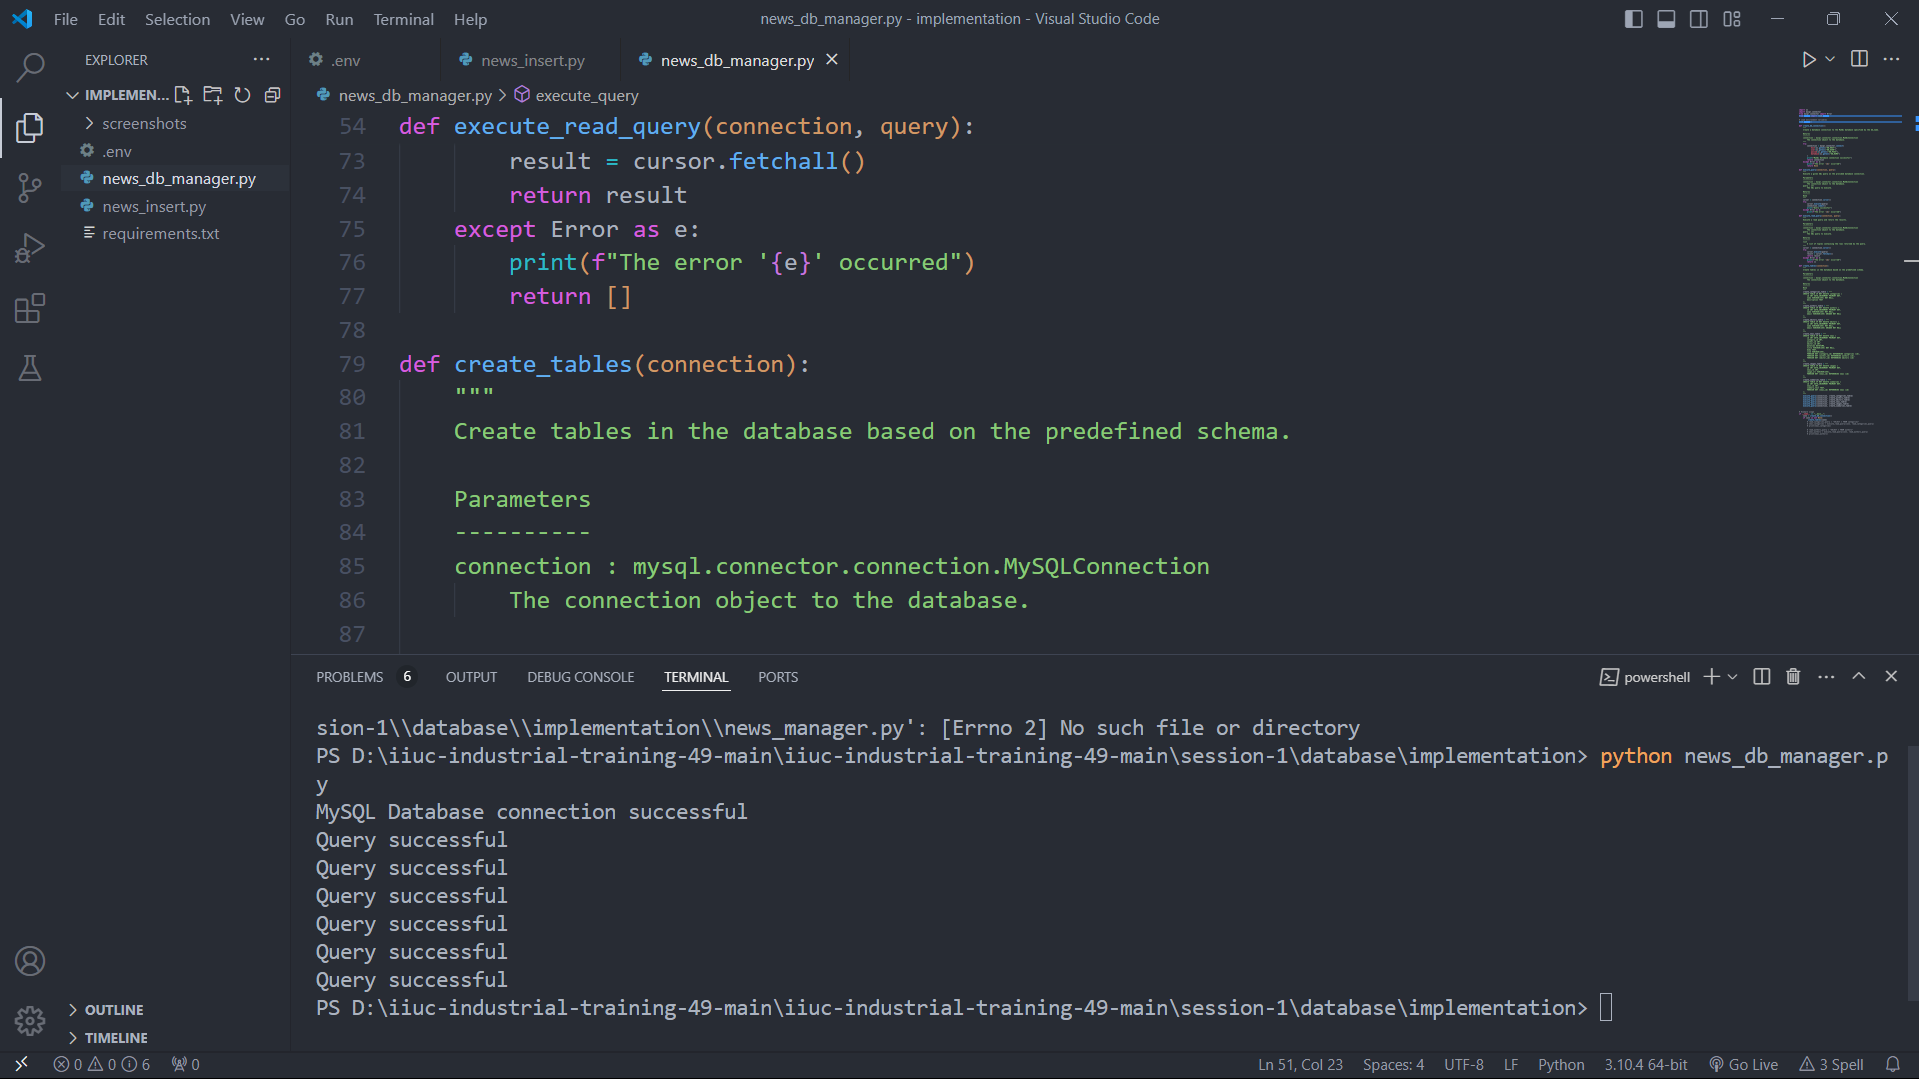 File Edit Selection View Go Run Terminal Help
news_db_manager.py - implementation - Visual Studio Code
EXPLORER
IMPLEMEN...
screenshots
.env
news_db_manager.py
news_insert.py
requirements.txt
OUTLINE
TIMELINE
.env news_insert.py news_db_manager.py
news_db_manager.py > execute_query
54 def execute_read_query(connection, query):
73 result = cursor.fetchall()
74 return result
75 except Error as e:
76 print(f"The error '{e}' occurred")
77 return []
78
79 def create_tables(connection):
80 """
81 Create tables in the database based on the predefined schema.
82
83 Parameters
84 ----------
85 connection : mysql.connector.connection.MySQLConnection
86 The connection object to the database.
87
PROBLEMS 6 OUTPUT DEBUG CONSOLE TERMINAL PORTS
powershell
sion-1\\database\\implementation\\news_manager.py': [Errno 2] No such file or directory
PS D:\iiuc-industrial-training-49-main\iiuc-industrial-training-49-main\session-1\database\implementation> python news_db_manager.p
y
MySQL Database connection successful
Query successful
Query successful
Query successful
Query successful
Query successful
Query successful
PS D:\iiuc-industrial-training-49-main\iiuc-industrial-training-49-main\session-1\database\implementation>
0 0 6 0
Ln 51, Col 23 Spaces: 4 UTF-8 LF Python 3.10.4 64-bit Go Live 3 Spell